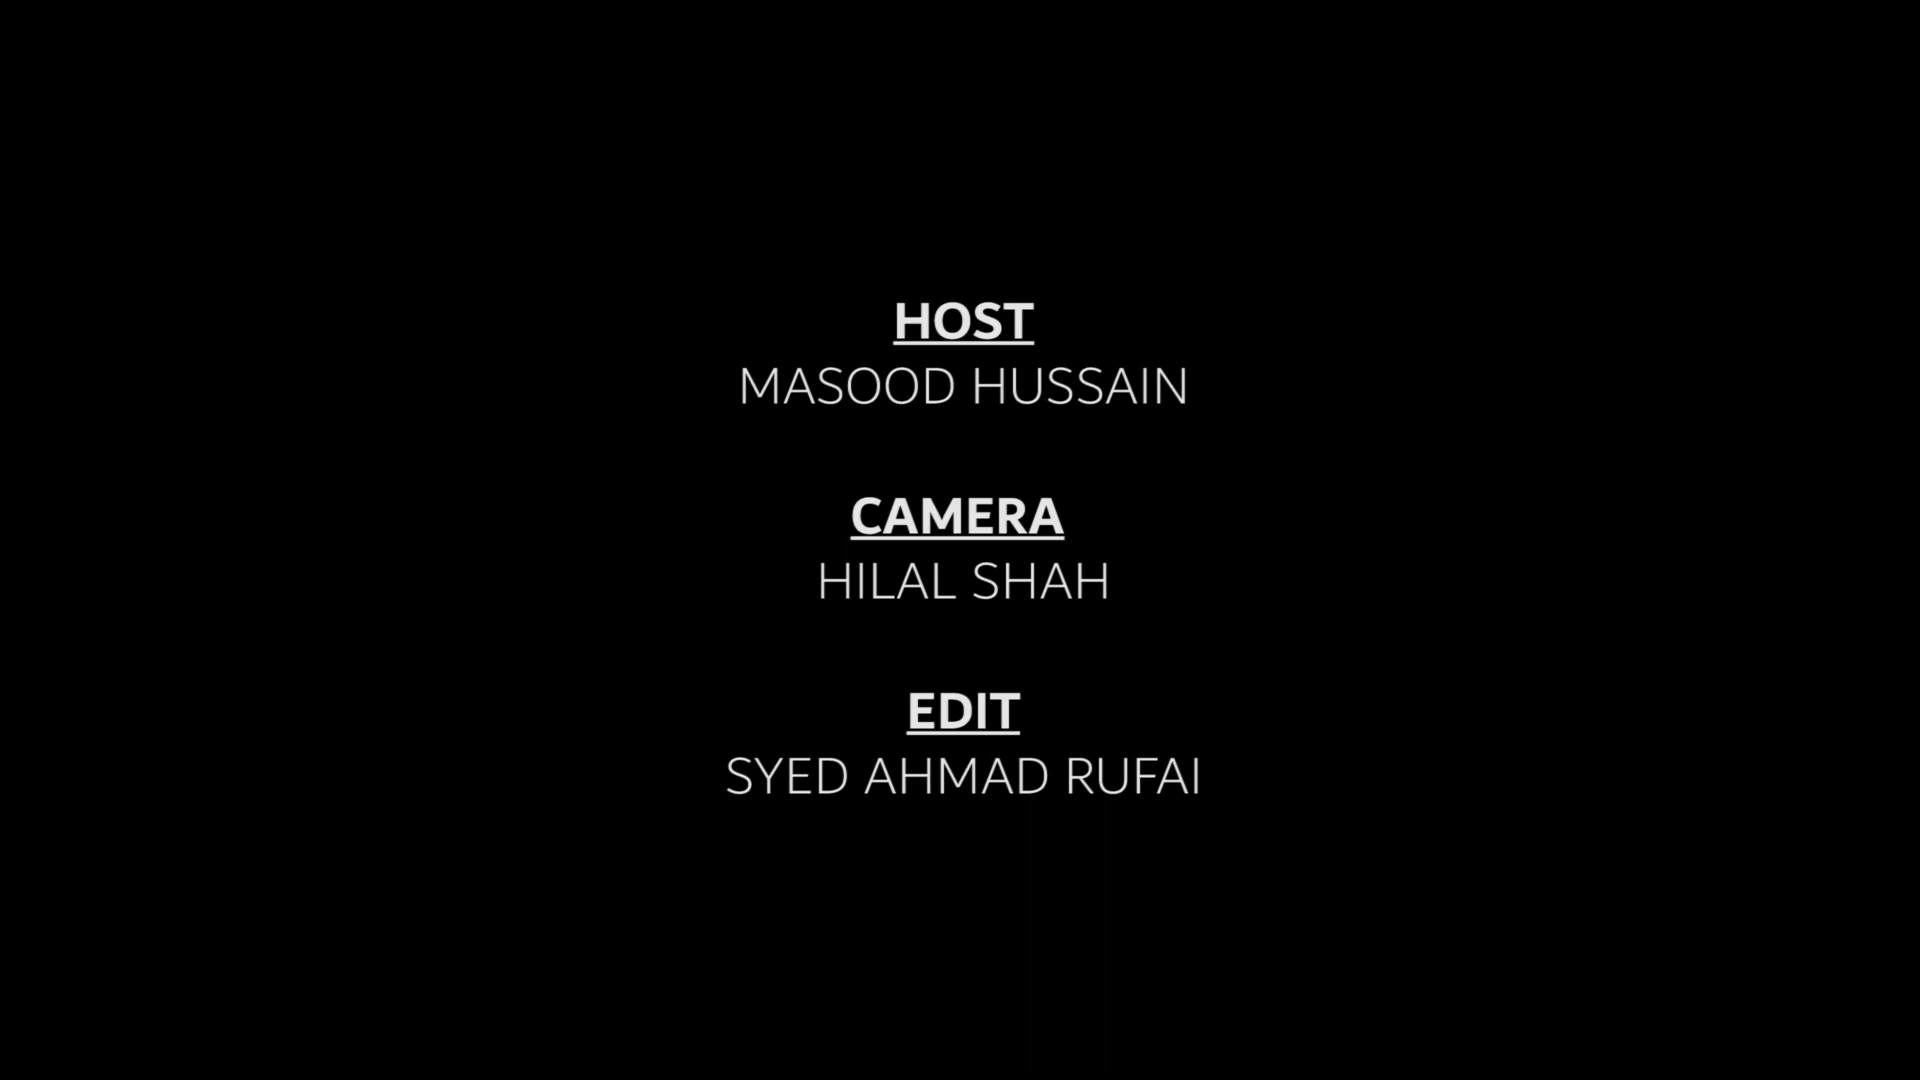 HOST
MASOOD HUSSAIN
CAMERA
HILAL SHAH
EDIT
SYED AHMAD RUFAI